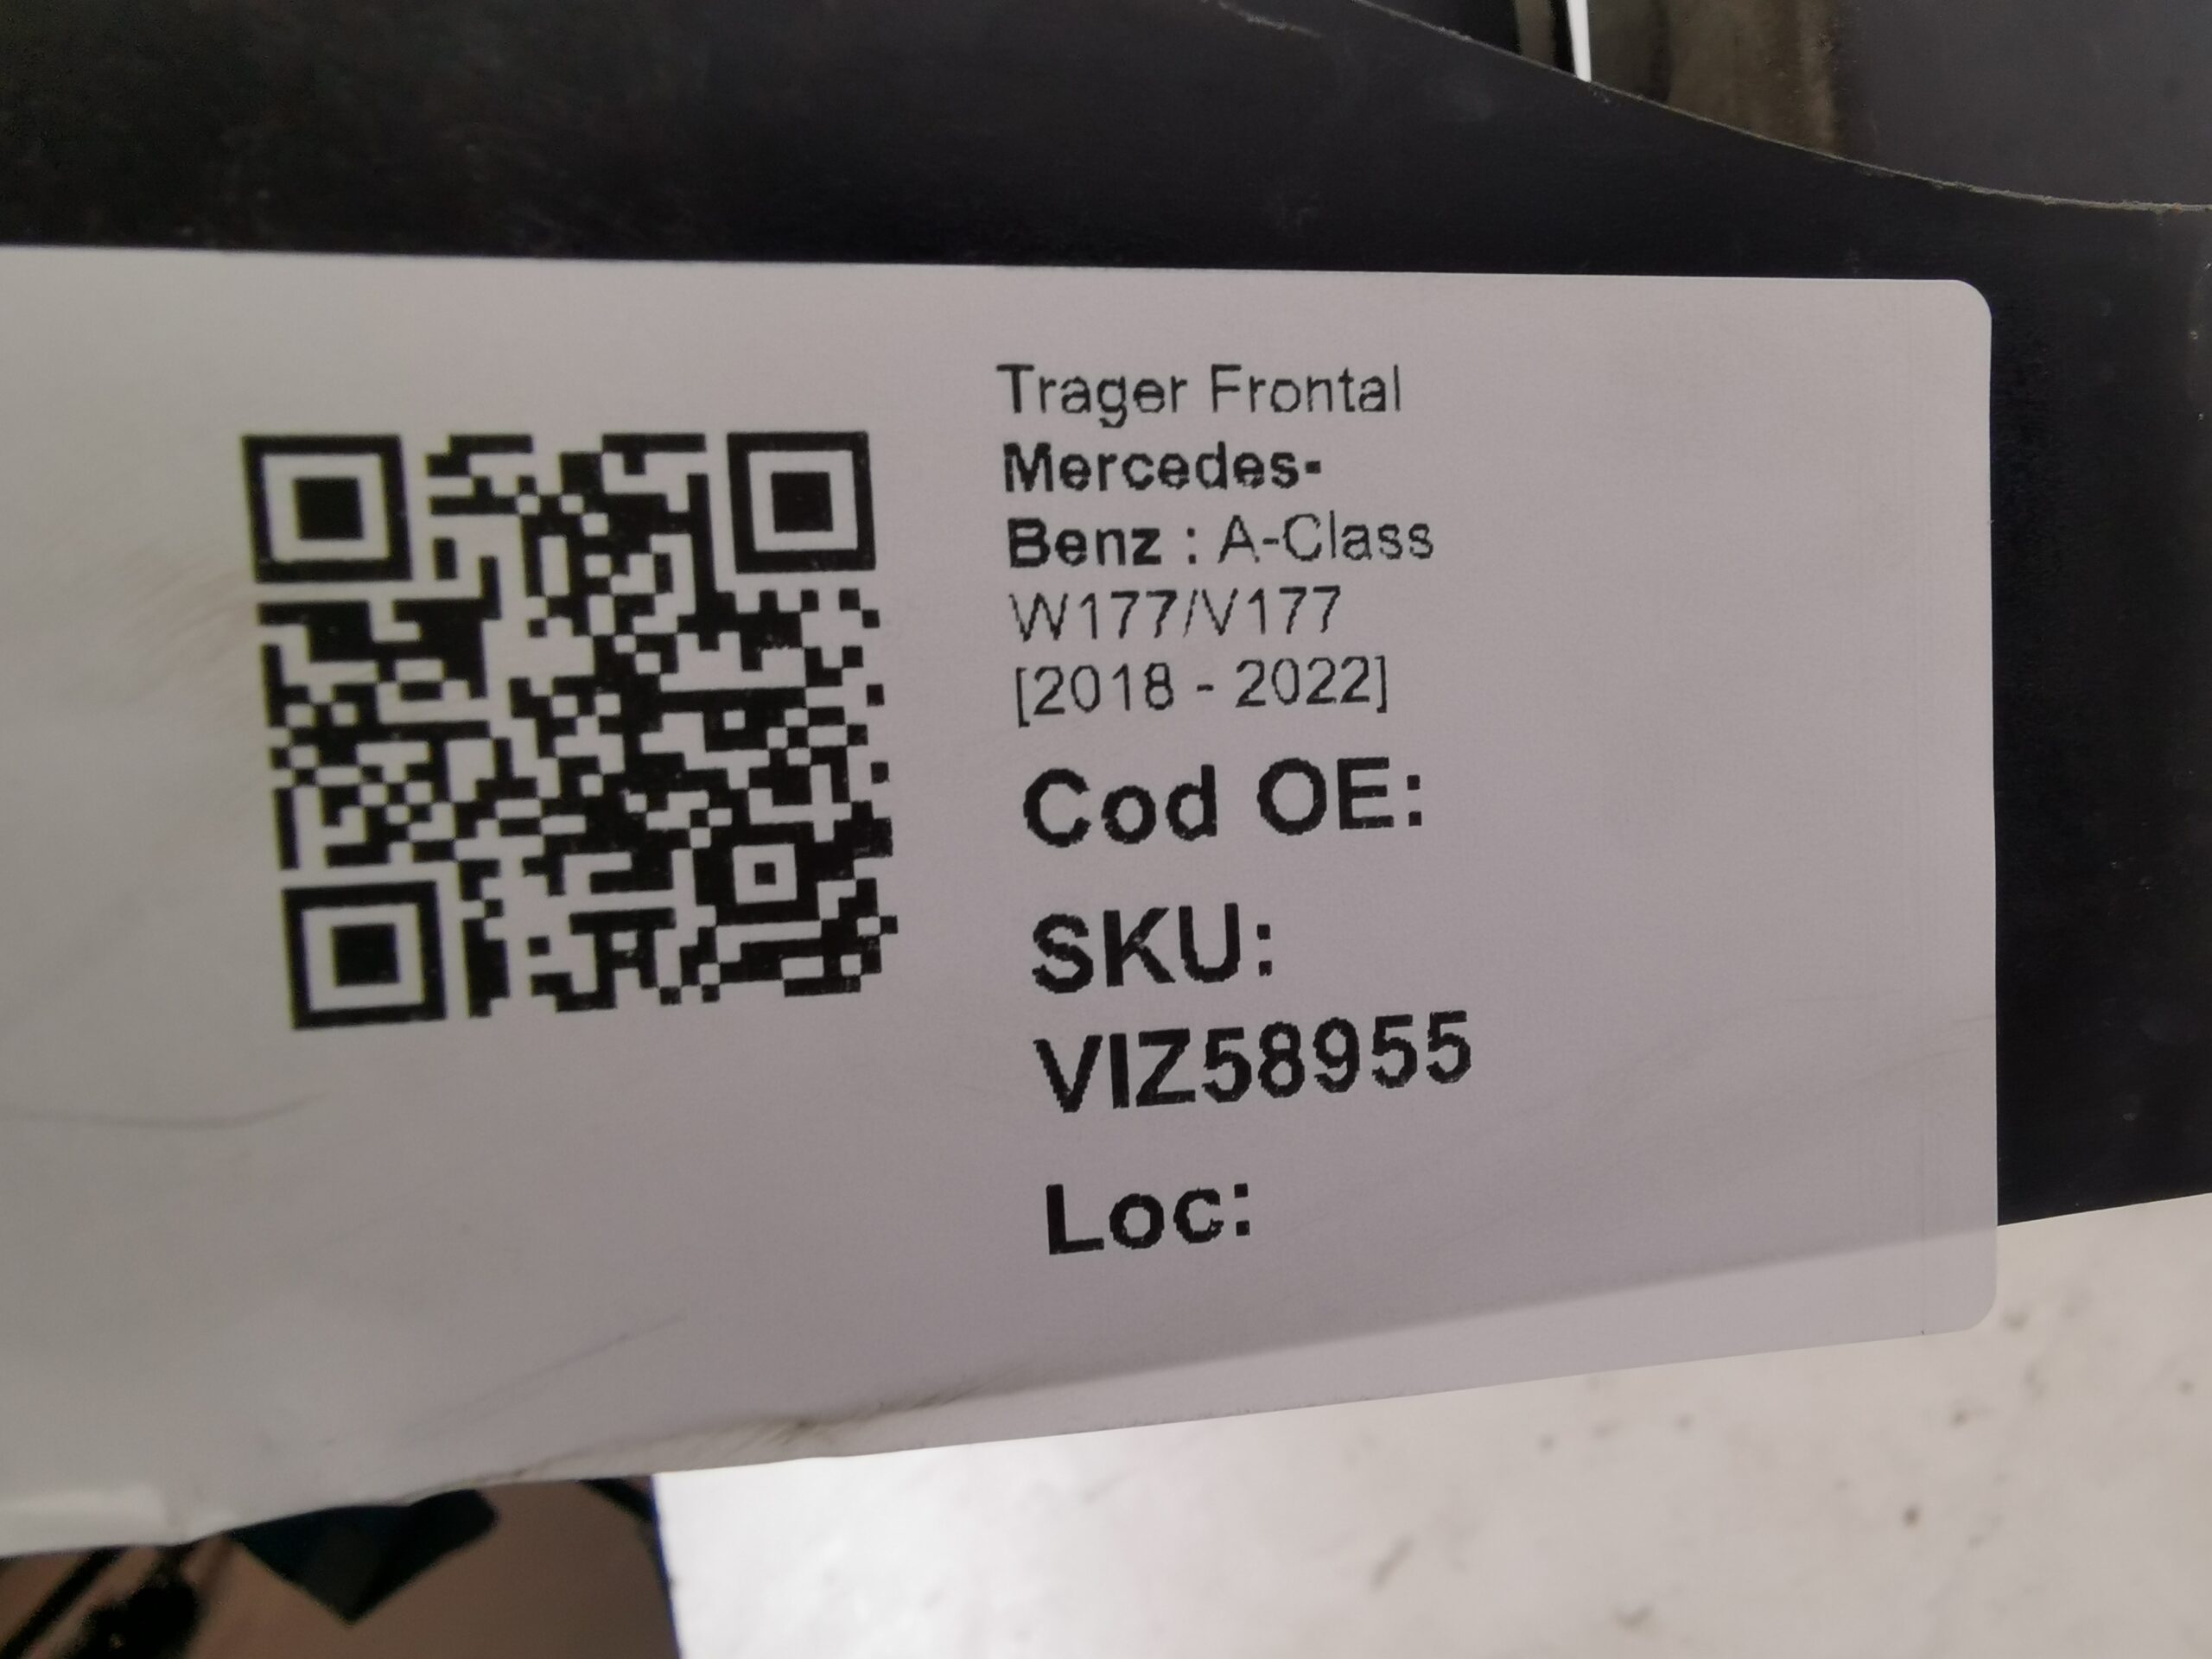 Trager Frontal
Mercedes-
Benz : A-Class
W177/V177
[2018 - 2022]
Cod OE:
SKU:
VIZ58955
Loc: